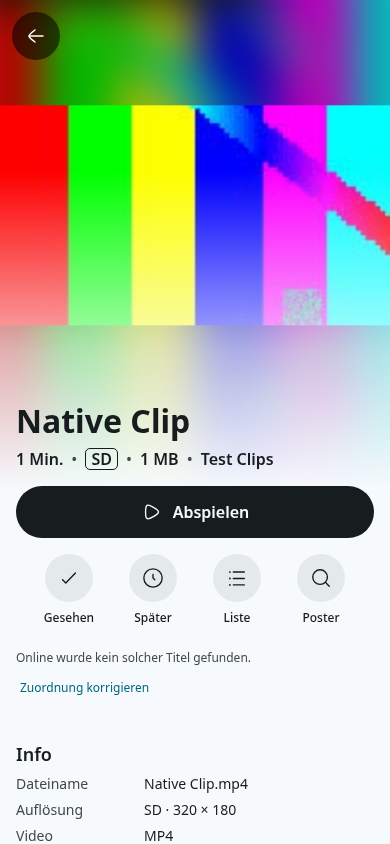 Native Clip
1 Min. • SD • 1 MB • Test Clips
Abspielen
Gesehen Später Liste Poster
Online wurde kein solcher Titel gefunden.
Zuordnung korrigieren
Info
Dateiname Native Clip.mp4
Auflösung SD · 320 × 180
Video MP4